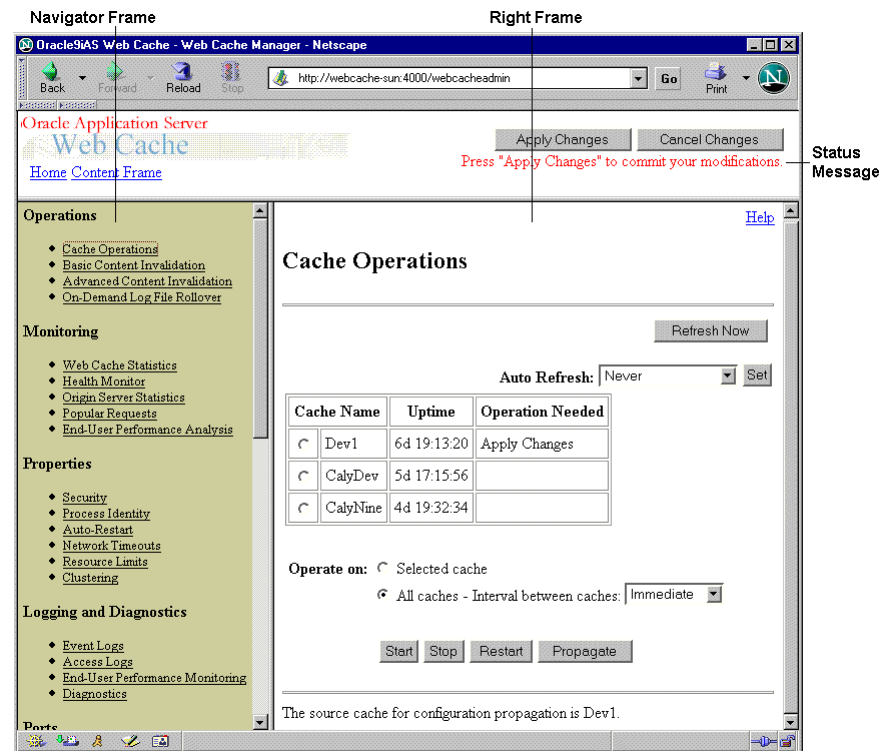 Navigator Frame
Right Frame
Oracle9iAS Web Cache - Web Cache Manager - Netscape
Back
Forward
Reload
Stop
http://webcache-sun:4000/webcacheadmin
Go
Print
N
Oracle Application Server
Web Cache
Home Content Frame
Apply Changes
Cancel Changes
Press "Apply Changes" to commit your modifications.
Status
Message
Operations
Cache Operations
Basic Content Invalidation
Advanced Content Invalidation
On-Demand Log File Rollover
Monitoring
Web Cache Statistics
Health Monitor
Origin Server Statistics
Popular Requests
End-User Performance Analysis
Properties
Security
Process Identity
Auto-Restart
Network Timeouts
Resource Limits
Clustering
Logging and Diagnostics
Event Logs
Access Logs
End-User Performance Monitoring
Diagnostics
Ports
Help
Cache Operations
Refresh Now
Auto Refresh: Never Set
Cache Name Uptime Operation Needed
Dev1 6d 19:13:20 Apply Changes
CalyDev 5d 17:15:56
CalyNine 4d 19:32:34
Operate on: Selected cache
All caches - Interval between caches: Immediate
Start Stop Restart Propagate
The source cache for configuration propagation is Dev1.